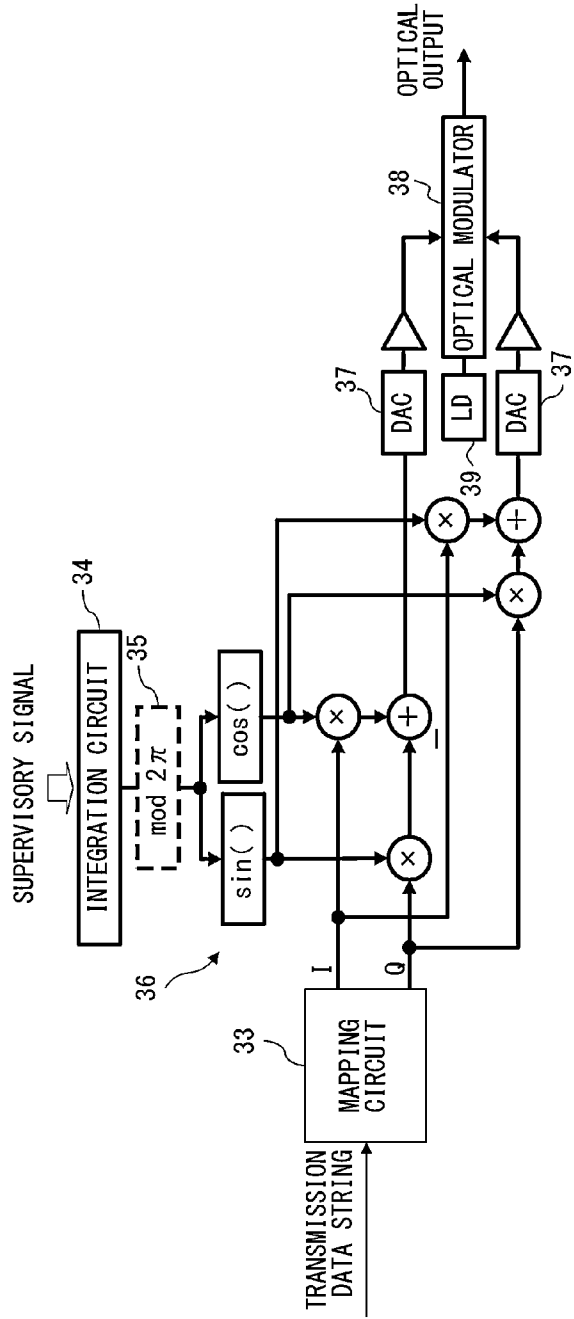 SUPERVISORY SIGNAL
34
INTEGRATION CIRCUIT
35
mod 2π
36
sin()
cos()
33
TRANSMISSION
DATA STRING
MAPPING
CIRCUIT
I
Q
×
×
+
−
×
×
+
37
DAC
LD
39
DAC
37
38
OPTICAL MODULATOR
OPTICAL
OUTPUT